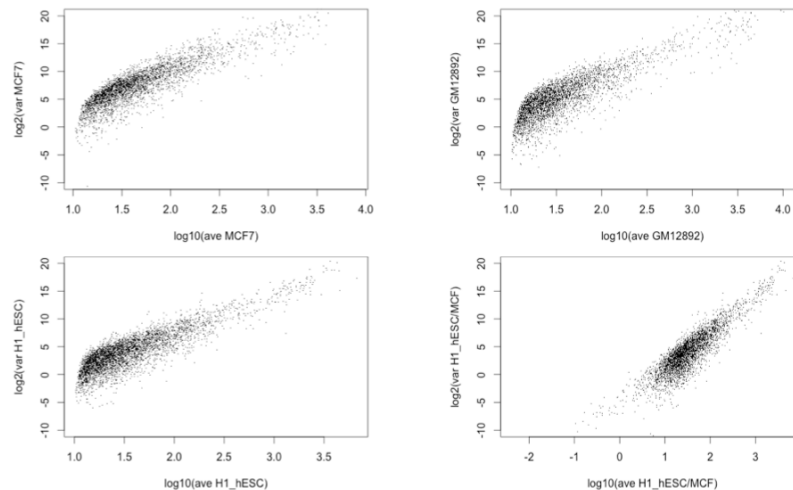 log2(var MCF7)
20
15
10
5
0
-5
-10
1.0 1.5 2.0 2.5 3.0 3.5 4.0
log10(ave MCF7)
log2(var GM12892)
20
15
10
5
0
-5
-10
1.0 1.5 2.0 2.5 3.0 3.5 4.0
log10(ave GM12892)
log2(var H1_hESC)
20
15
10
5
0
-5
-10
1.0 1.5 2.0 2.5 3.0 3.5
log10(ave H1_hESC)
log2(var H1_hESC/MCF)
20
15
10
5
0
-5
-10
-2 -1 0 1 2 3
log10(ave H1_hESC/MCF)